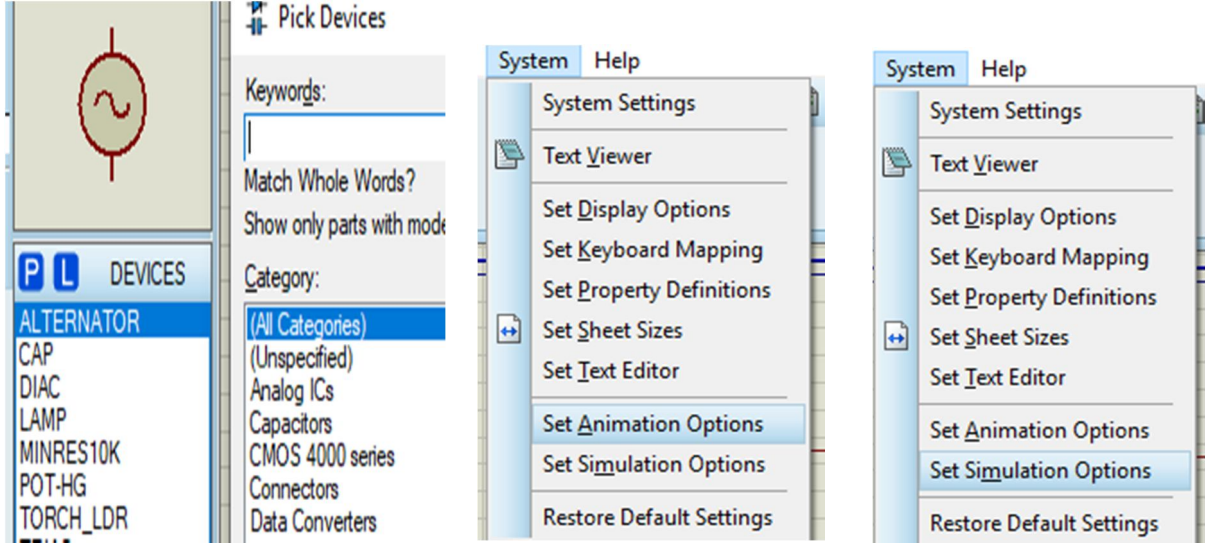 P L DEVICES
ALTERNATOR
CAP
DIAC
LAMP
MINRES10K
POT-HG
TORCH_LDR
Pick Devices
Keywords:
Match Whole Words?
Show only parts with mode
Category:
(All Categories)
(Unspecified)
Analog ICs
Capacitors
CMOS 4000 series
Connectors
Data Converters
System Help
System Settings
Text Viewer
Set Display Options
Set Keyboard Mapping
Set Property Definitions
Set Sheet Sizes
Set Text Editor
Set Animation Options
Set Simulation Options
Restore Default Settings
System Help
System Settings
Text Viewer
Set Display Options
Set Keyboard Mapping
Set Property Definitions
Set Sheet Sizes
Set Text Editor
Set Animation Options
Set Simulation Options
Restore Default Settings